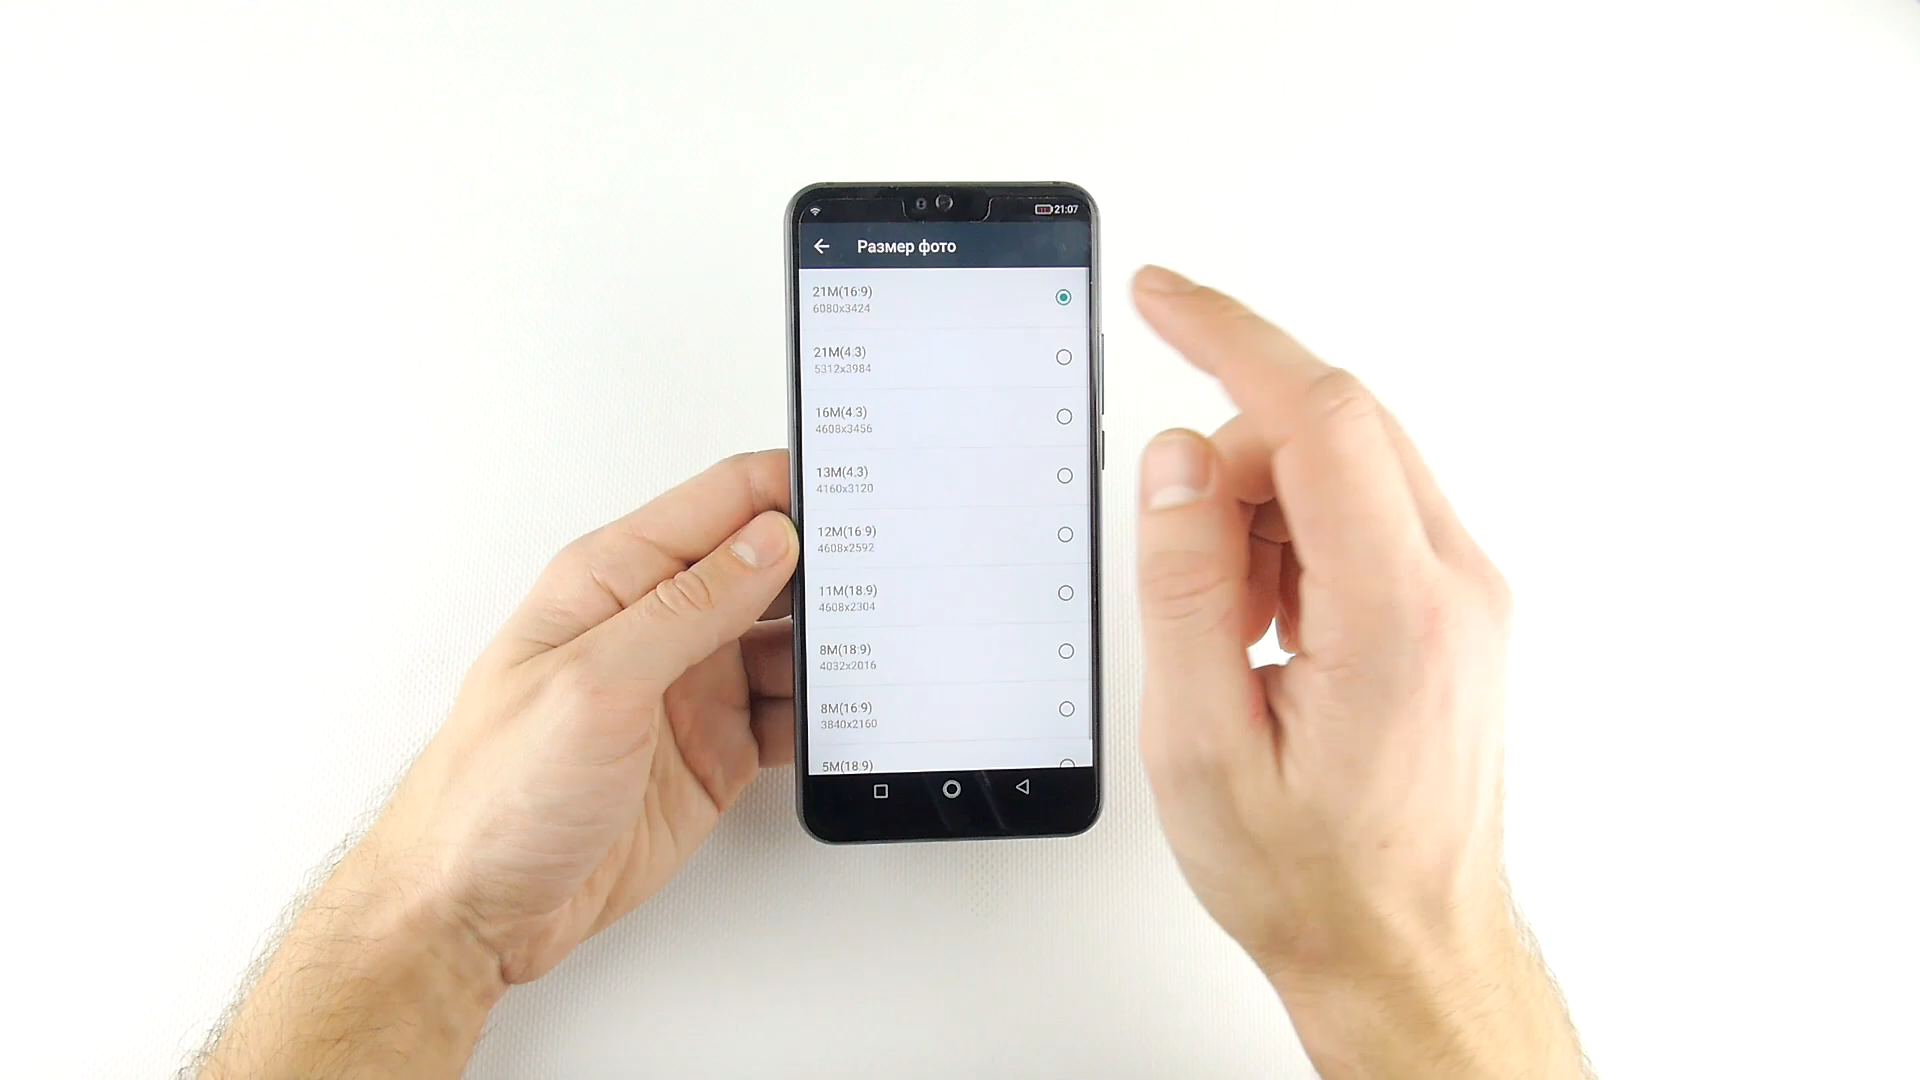 21:07
Размер фото
21M(16:9)
6080x3424
21M(4:3)
5312x3984
16M(4:3)
4608x3456
13M(4:3)
4160x3120
12M(16:9)
4608x2592
11M(18:9)
4608x2304
8M(18:9)
4032x2016
8M(16:9)
3840x2160
5M(18:9)